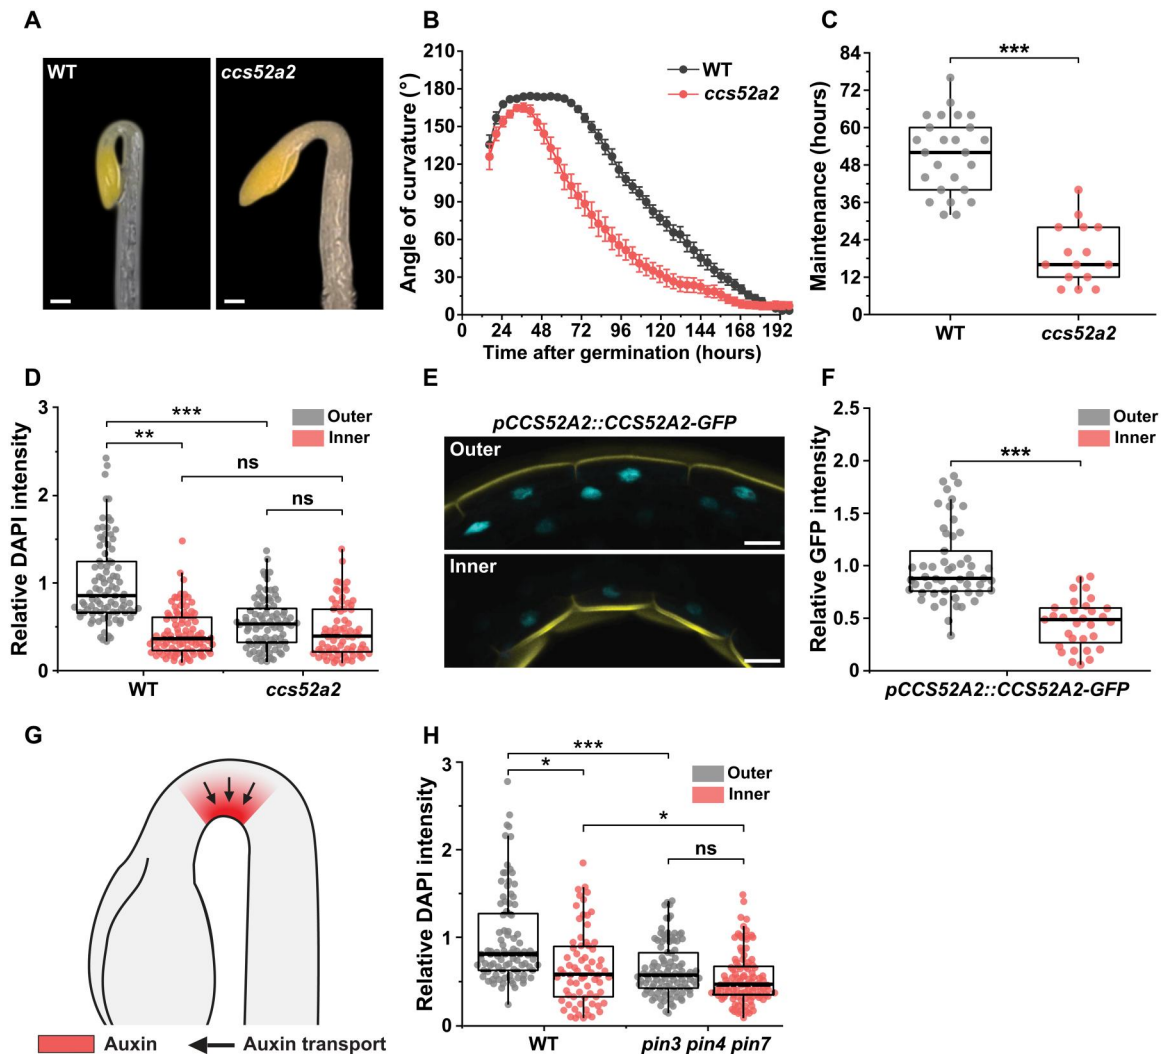 A
WT
ccs52a2
B
210
180
150
120
90
60
30
0
Angle of curvature (°)
WT
ccs52a2
0 24 48 72 96 120 144 168 192
Time after germination (hours)
C
84
72
60
48
36
24
12
0
Maintenance (hours)
***
WT ccs52a2
D
3
2
1
0
Relative DAPI intensity
Outer
Inner
***
**
ns
ns
WT ccs52a2
E
pCCS52A2::CCS52A2-GFP
Outer
Inner
F
2.5
2.0
1.5
1.0
0.5
0
Relative GFP intensity
Outer
Inner
***
pCCS52A2::CCS52A2-GFP
G
Auxin
Auxin transport
H
3
2
1
0
Relative DAPI intensity
Outer
Inner
***
*
*
ns
WT pin3 pin4 pin7